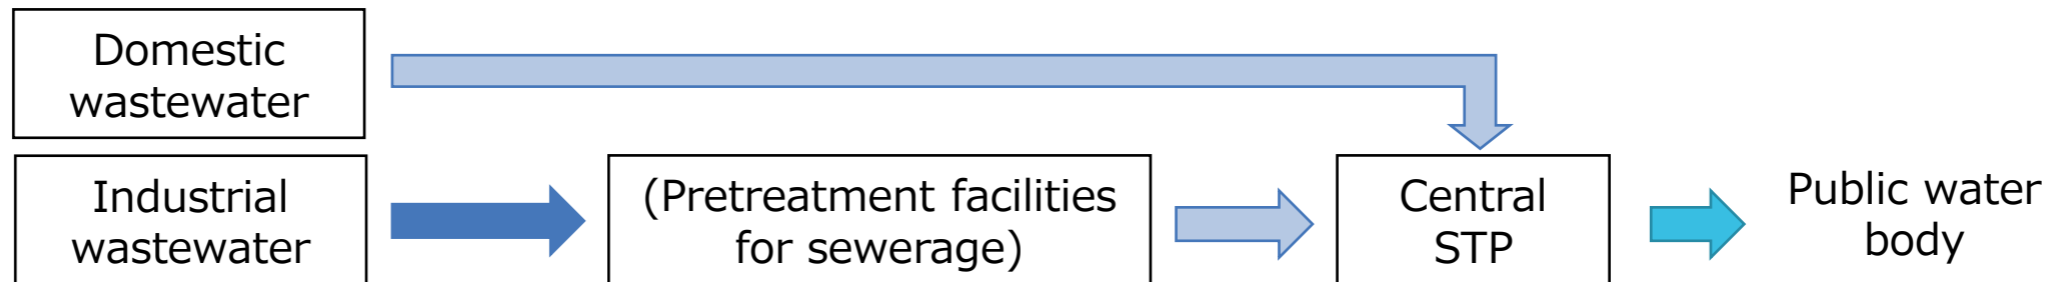 Domestic
wastewater
Industrial
wastewater
(Pretreatment facilities
for sewerage)
Central
STP
Public water
body